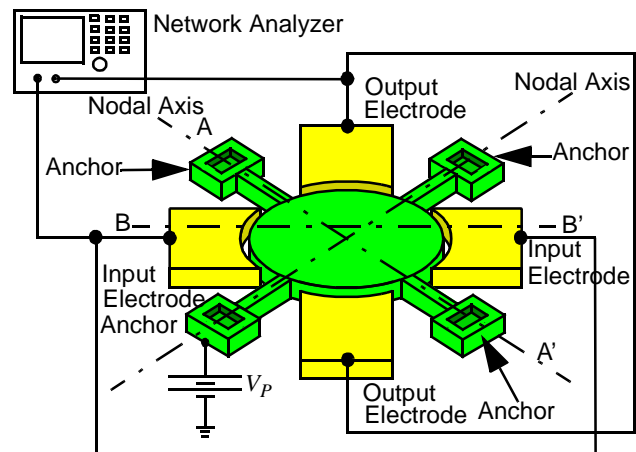 Network Analyzer
Nodal Axis
Output
Electrode
Nodal Axis
A
Anchor
Anchor
B
B’
Input
Electrode
Input
Electrode
Anchor
A’
V_P
Output
Electrode
Anchor